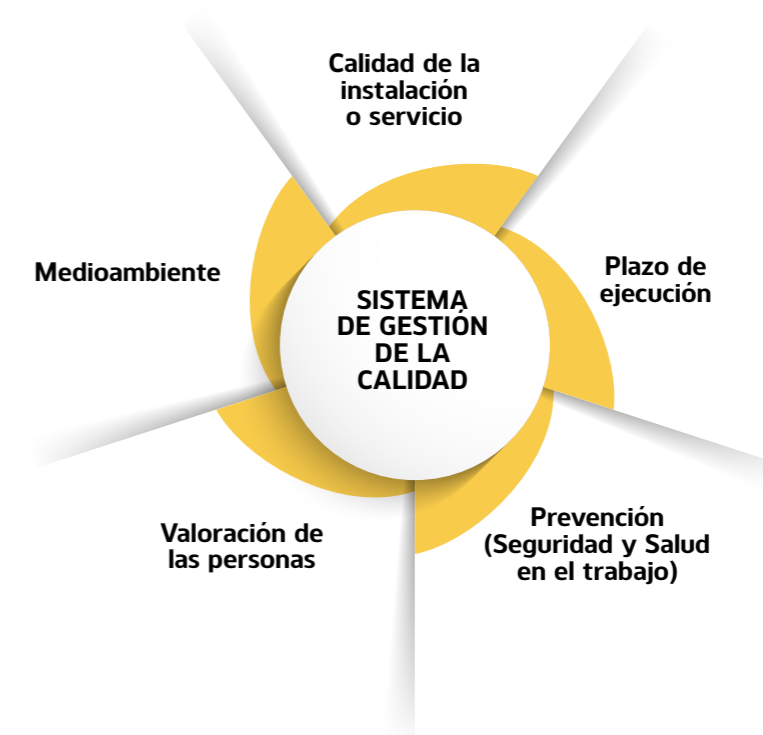 Calidad de la
instalación
o servicio
Plazo de
ejecución
Prevención
(Seguridad y Salud
en el trabajo)
Valoración de
las personas
Medioambiente
SISTEMA
DE GESTIÓN
DE LA
CALIDAD